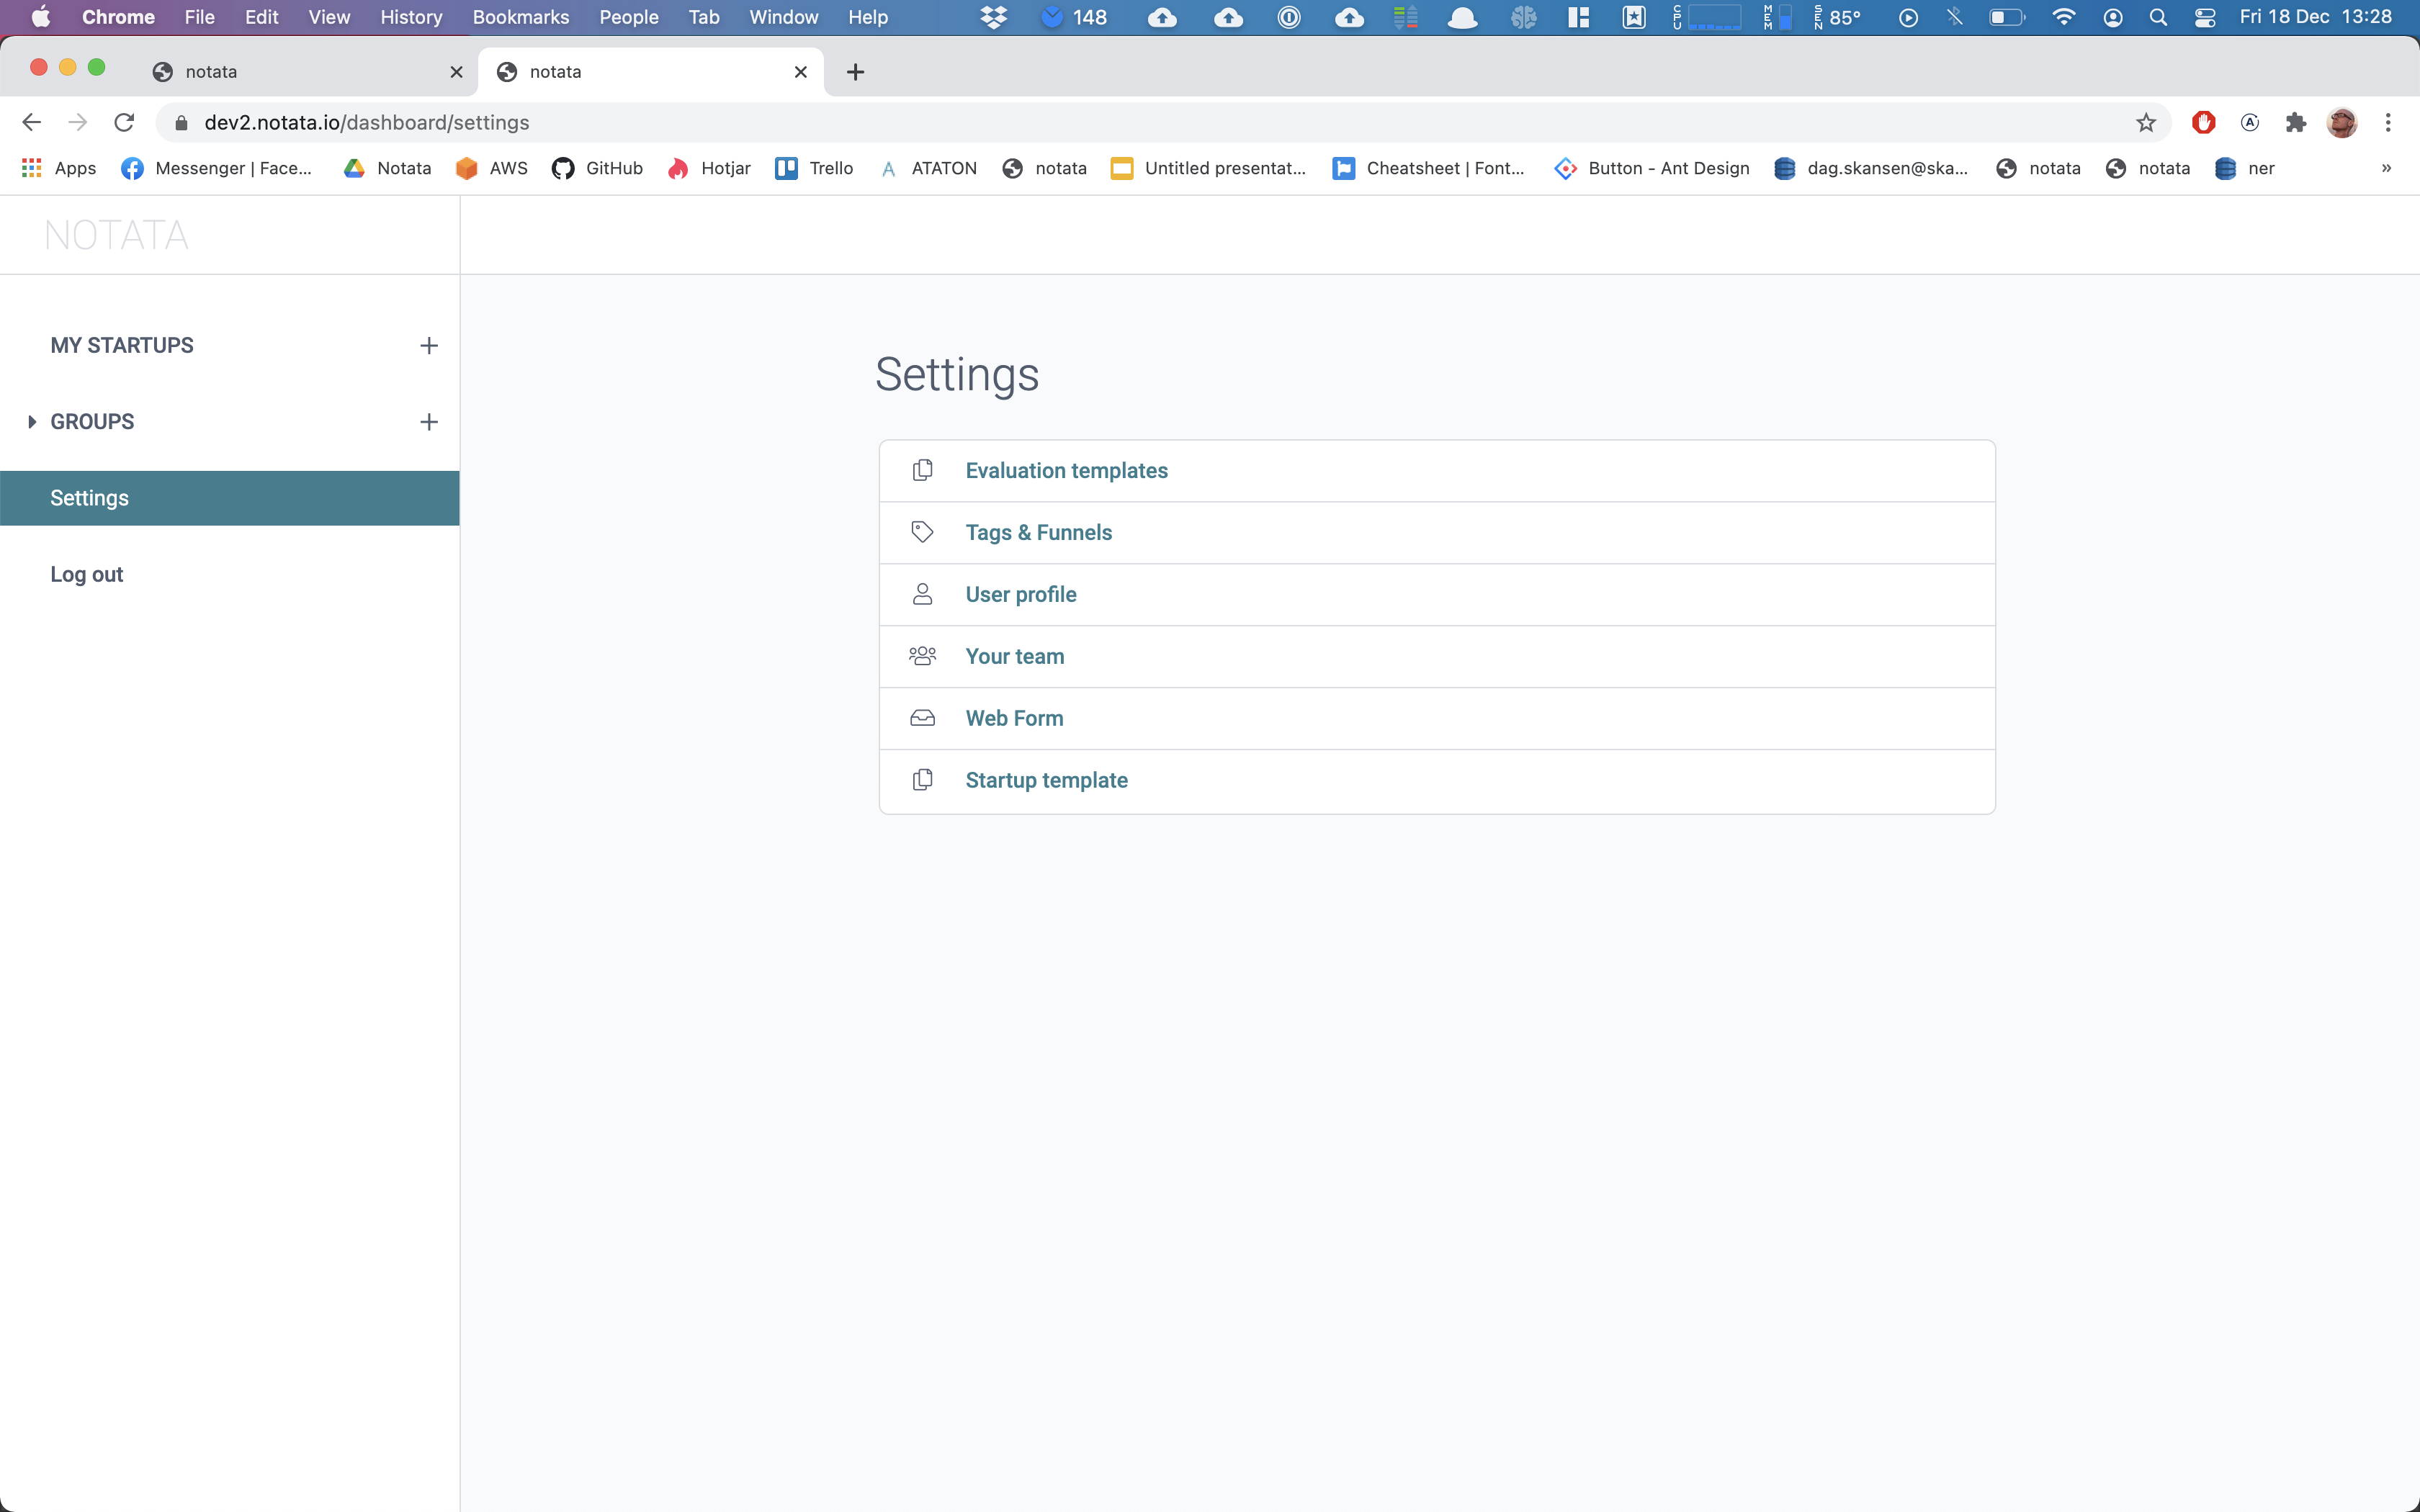 Chrome File Edit View History Bookmarks People Tab Window Help 148 CPU MEM SEN 85° Fri 18 Dec 13:28
notata notata
dev2.notata.io/dashboard/settings
Apps Messenger | Face... Notata AWS GitHub Hotjar Trello ATATON notata Untitled presentat... Cheatsheet | Font... Button - Ant Design dag.skansen@ska... notata notata ner »
NOTATA
MY STARTUPS
GROUPS
Settings
Log out
Settings
Evaluation templates
Tags & Funnels
User profile
Your team
Web Form
Startup template